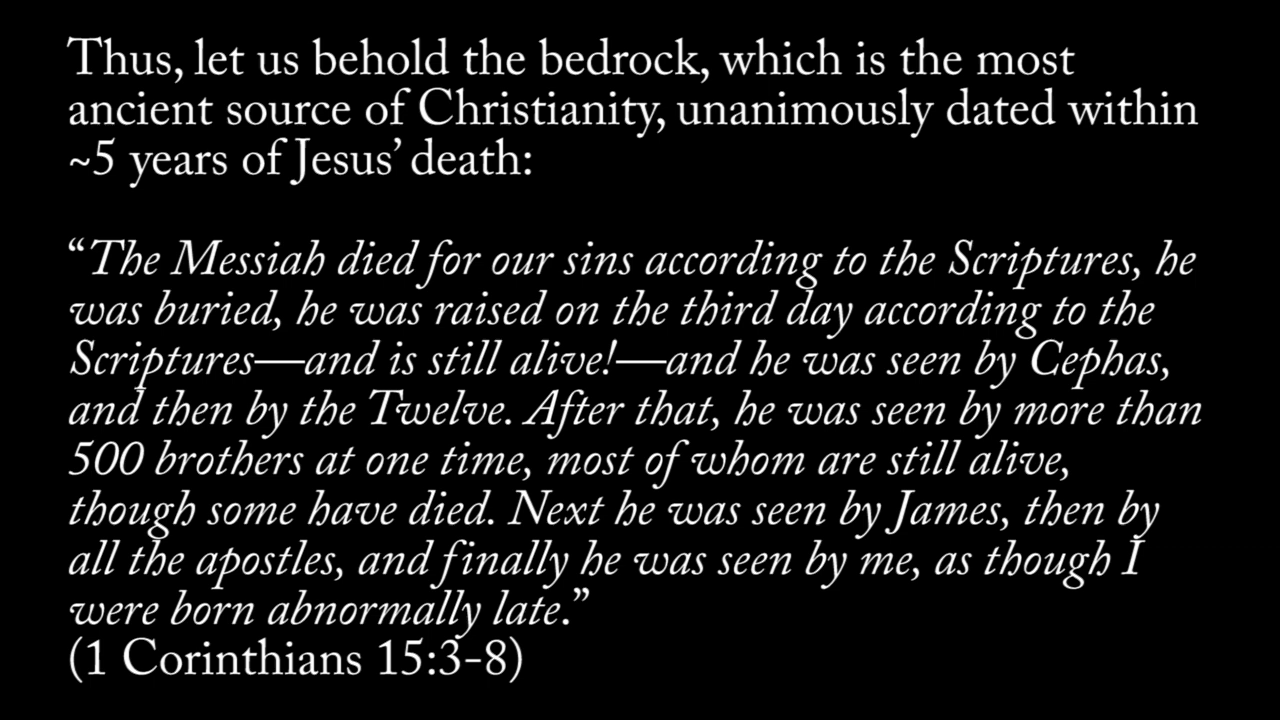 Thus, let us behold the bedrock, which is the most
ancient source of Christianity, unanimously dated within
~5 years of Jesus’ death:
“The Messiah died for our sins according to the Scriptures, he
was buried, he was raised on the third day according to the
Scriptures—and is still alive!—and he was seen by Cephas,
and then by the Twelve. After that, he was seen by more than
500 brothers at one time, most of whom are still alive,
though some have died. Next he was seen by James, then by
all the apostles, and finally he was seen by me, as though I
were born abnormally late.”
(1 Corinthians 15:3-8)